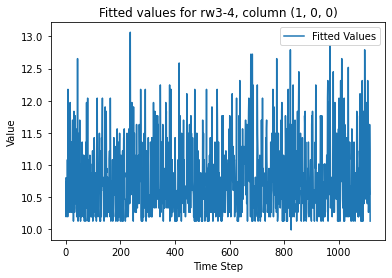 Fitted values for rw3-4, column (1, 0, 0)
Fitted Values
Value
13.0
12.5
12.0
11.5
11.0
10.5
10.0
0 200 400 600 800 1000
Time Step